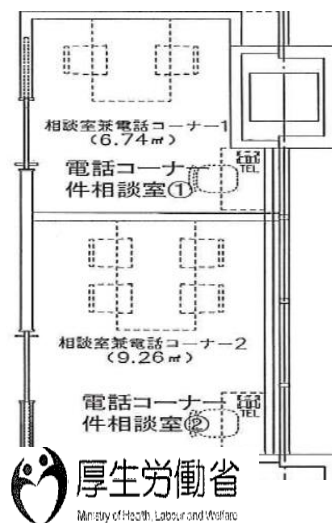 相談室兼電話コーナー1
(6.74㎡)
電話コーナー
件相談室①
TEL
相談室兼電話コーナー2
(9.26㎡)
電話コーナー
件相談室②
TEL
厚生労働省
Ministry of Health, Labour and Welfare